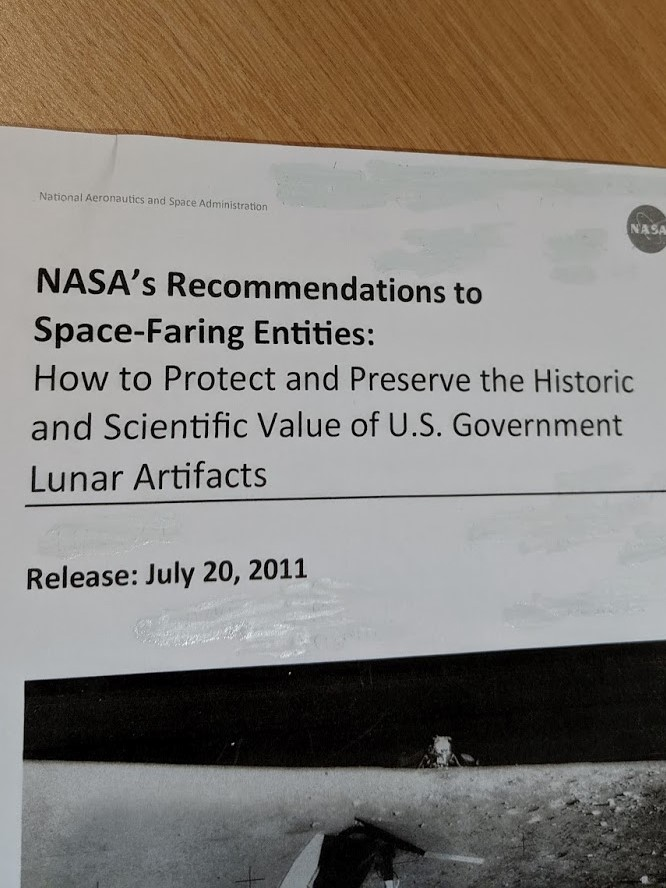 National Aeronautics and Space Administration
NASA
NASA's Recommendations to
Space-Faring Entities:
How to Protect and Preserve the Historic
and Scientific Value of U.S. Government
Lunar Artifacts
Release: July 20, 2011